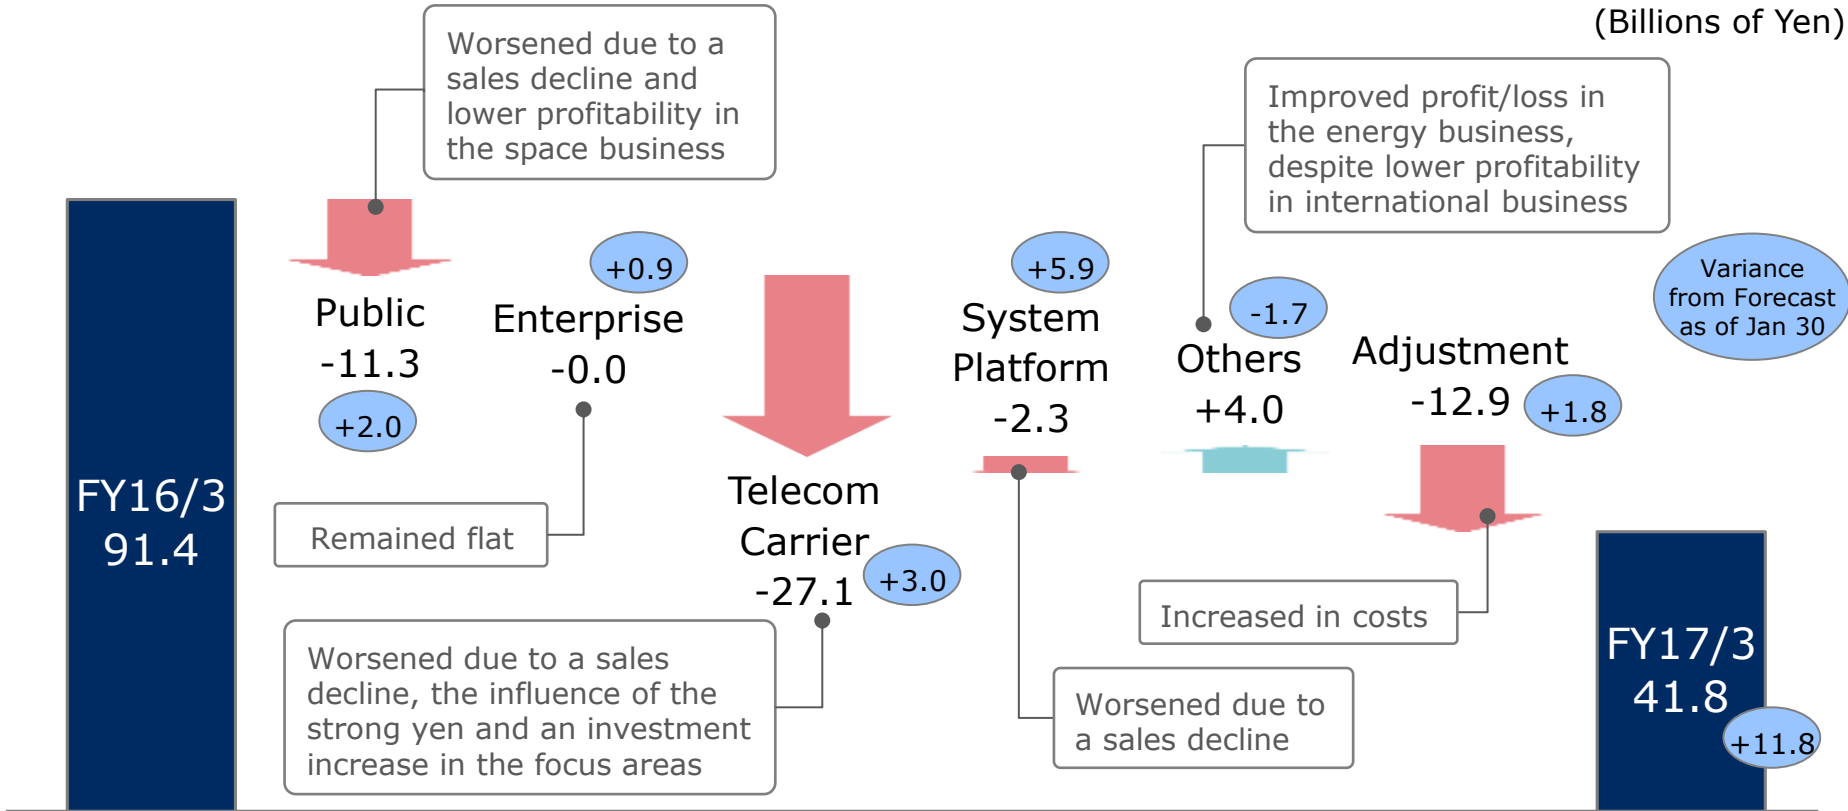 (Billions of Yen)
Worsened due to a
sales decline and
lower profitability in
the space business
Improved profit/loss in
the energy business,
despite lower profitability
in international business
Variance
from Forecast
as of Jan 30
FY16/3
91.4
Public
-11.3
+2.0
+0.9
Enterprise
-0.0
Remained flat
Telecom
Carrier
-27.1
+3.0
Worsened due to a sales
decline, the influence of the
strong yen and an investment
increase in the focus areas
+5.9
System
Platform
-2.3
Worsened due to
a sales decline
-1.7
Others
+4.0
Adjustment
-12.9
+1.8
Increased in costs
FY17/3
41.8
+11.8